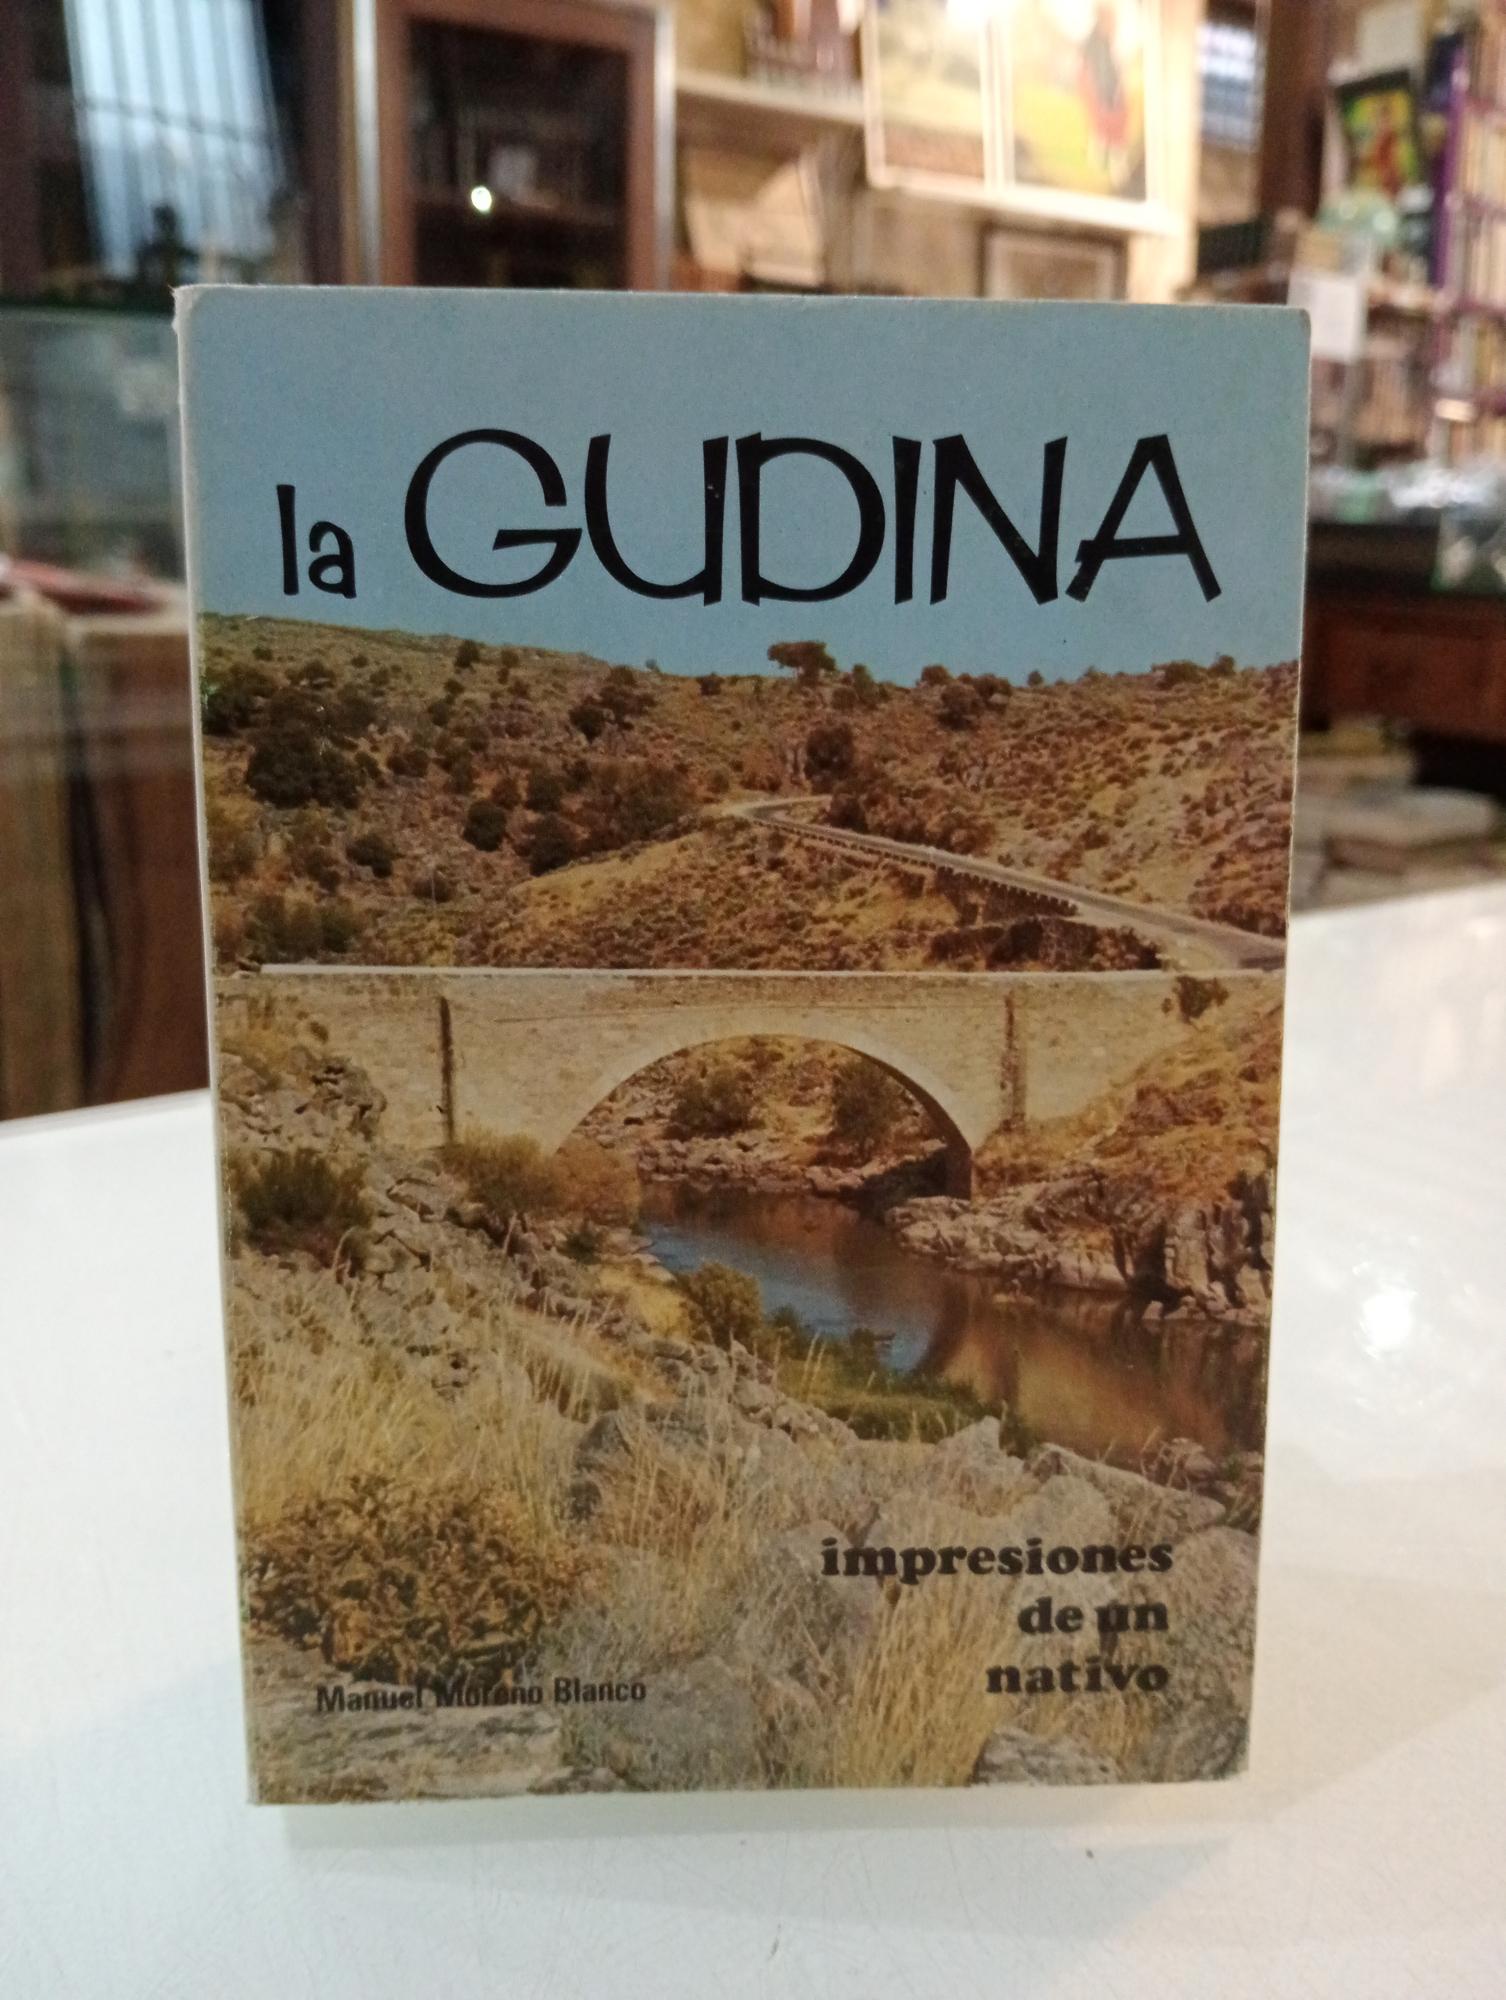 la GUDINA
impresiones
de un
nativo
Manuel Moreno Blanco